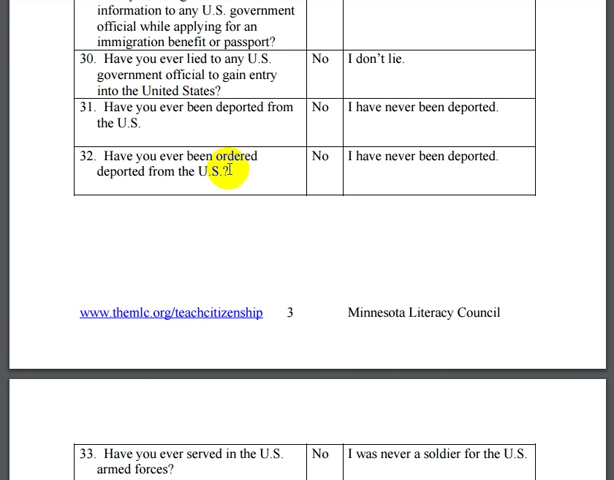 information to any U.S. government
official while applying for an
immigration benefit or passport?
30. Have you ever lied to any U.S. No I don't lie.
government official to gain entry
into the United States?
31. Have you ever been deported from No I have never been deported.
the U.S.
32. Have you ever been ordered No I have never been deported.
deported from the U.S.?
www.themlc.org/teachcitizenship 3 Minnesota Literacy Council
33. Have you ever served in the U.S. No I was never a soldier for the U.S.
armed forces?